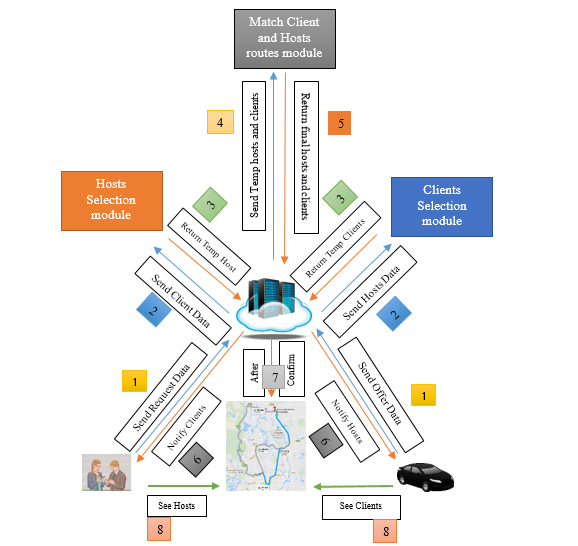 Match Client
and Hosts
routes module
4
Send Temp hosts and clients
Return final hosts and clients
5
Hosts
Selection
module
Clients
Selection
module
3
Return Temp Host
3
Return Temp Clients
Send Client Data
2
Send Hosts Data
2
After
7
Confirm
1
Send Request Data
Notify Clients
6
Send Offer Data
1
Notify Hosts
6
See Hosts
8
See Clients
8